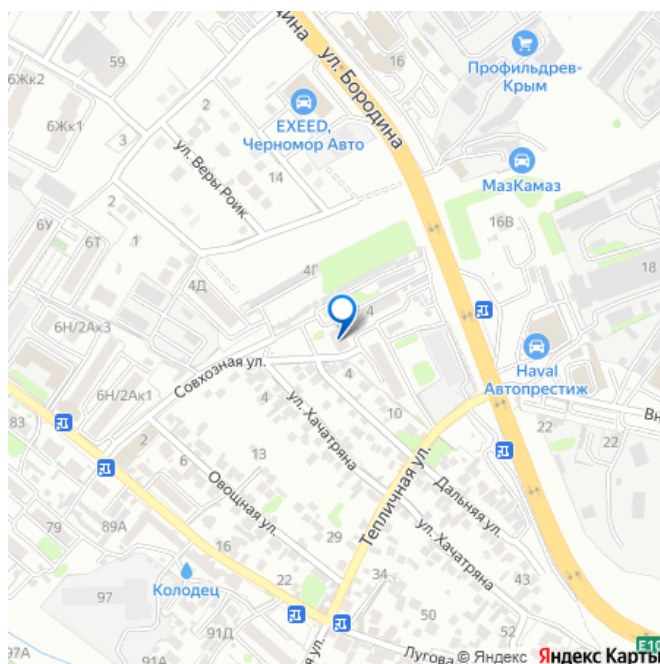 59
16
6Жк2
ул. Бородина
Профильдрев-
Крым
2
6Жк1
EXEED,
Черномор Авто
3
ул. Веры Роик
14
МазКамаз
6У
6Т
1
16В
4Г
18
4Д
6Н/2Ак3
4
Haval
Автопрестиж
Совхозная ул.
4
6Н/2Ак1
4
10
83
ул. Хачатряна
22
22
2
13
6
Тепличная ул.
Дальняя ул.
Овощная ул.
79
89А
16
29
ул. Хачатряна
Колодец
22
34
43
97
50
91Д
52
97А
Лугова
© Яндекс
Яндекс Карты